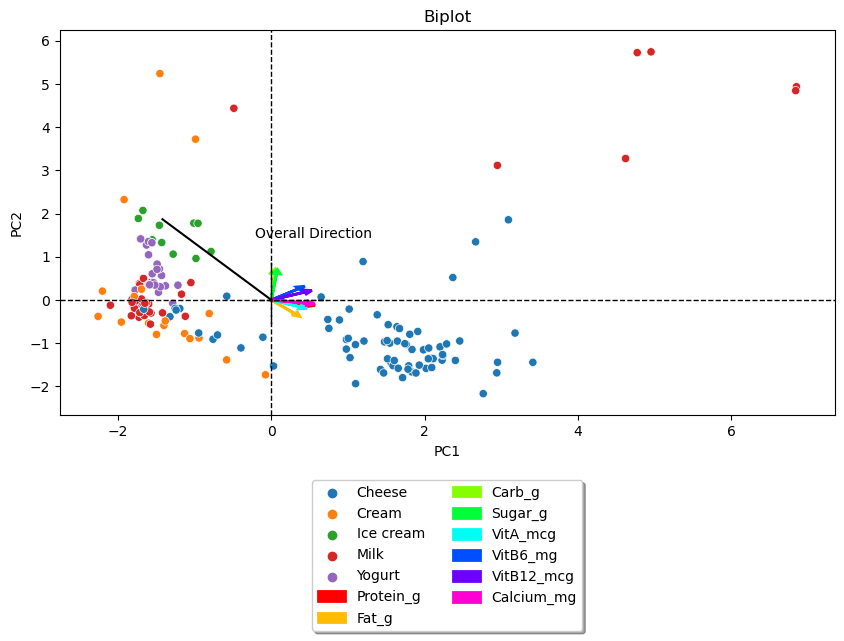 Biplot
6
5
4
3
2
1
0
−1
−2
PC2
Overall Direction
−2
0
2
4
6
PC1
Cheese
Cream
Ice cream
Milk
Yogurt
Protein_g
Fat_g
Carb_g
Sugar_g
VitA_mcg
VitB6_mg
VitB12_mcg
Calcium_mg